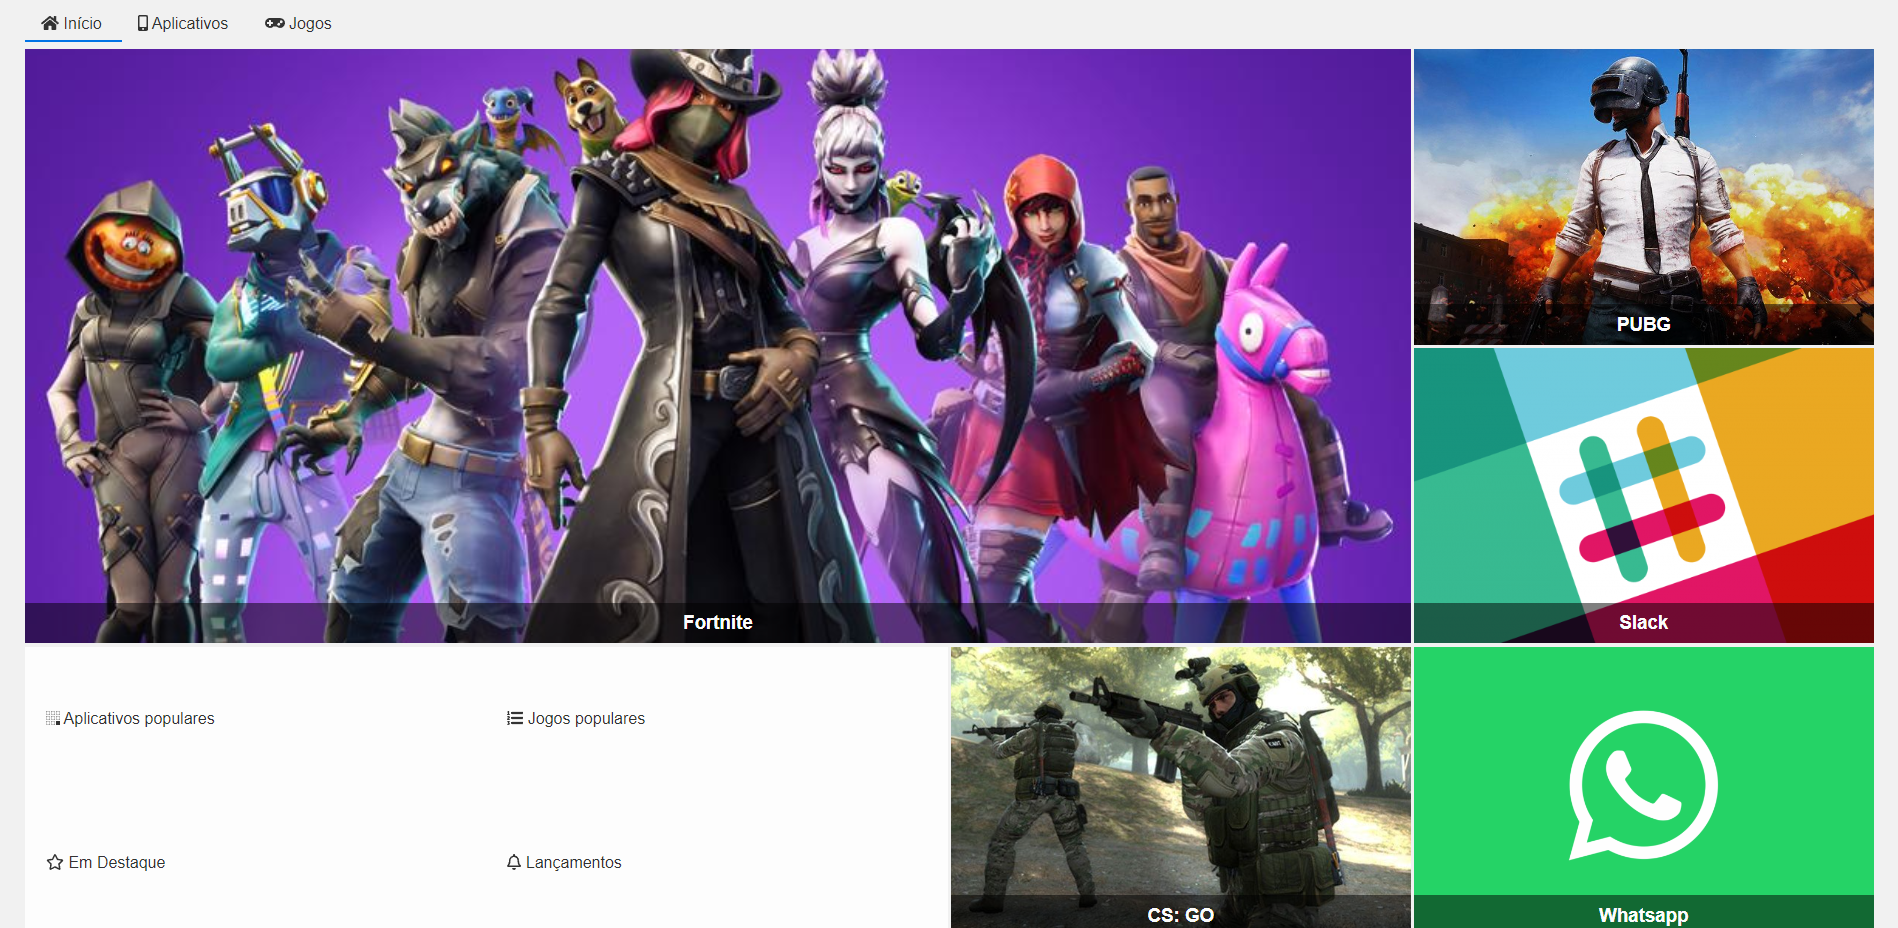 Início
Aplicativos
Jogos
Fortnite
PUBG
Slack
Aplicativos populares
Jogos populares
Em Destaque
Lançamentos
CS: GO
Whatsapp